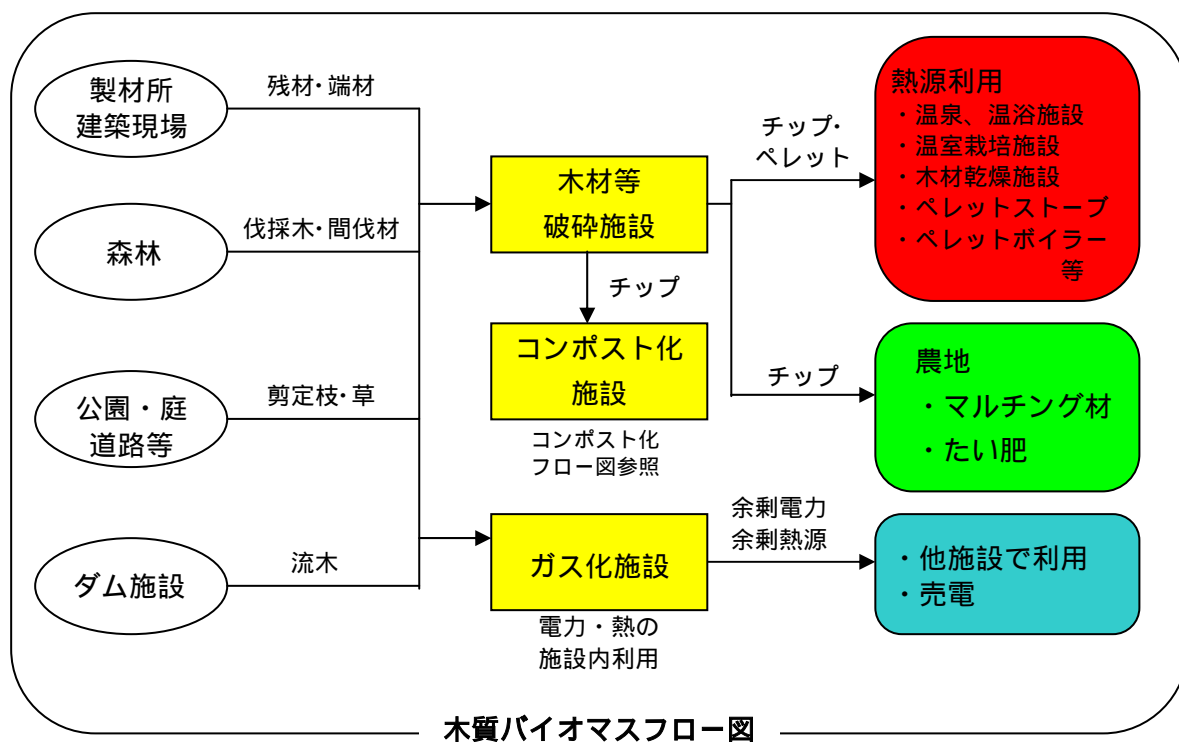 製材所
建築現場
残材・端材
森林
伐採木・間伐材
公園・庭
道路等
剪定枝・草
ダム施設
流木
木材等
破砕施設
チップ
コンポスト化
施設
コンポスト化
フロー図参照
ガス化施設
電力・熱の
施設内利用
チップ・
ペレット
熱源利用
・温泉、温浴施設
・温室栽培施設
・木材乾燥施設
・ペレットストーブ
・ペレットボイラー
等
チップ
農地
・マルチング材
・たい肥
余剰電力
余剰熱源
・他施設で利用
・売電
木質バイオマスフロー図